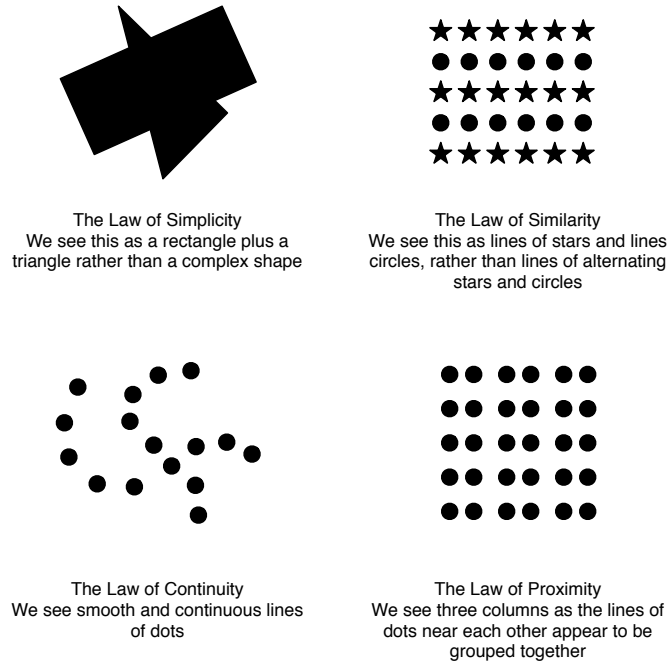 The Law of Simplicity
We see this as a rectangle plus a
triangle rather than a complex shape
The Law of Similarity
We see this as lines of stars and lines
circles, rather than lines of alternating
stars and circles
The Law of Continuity
We see smooth and continuous lines
of dots
The Law of Proximity
We see three columns as the lines of
dots near each other appear to be
grouped together